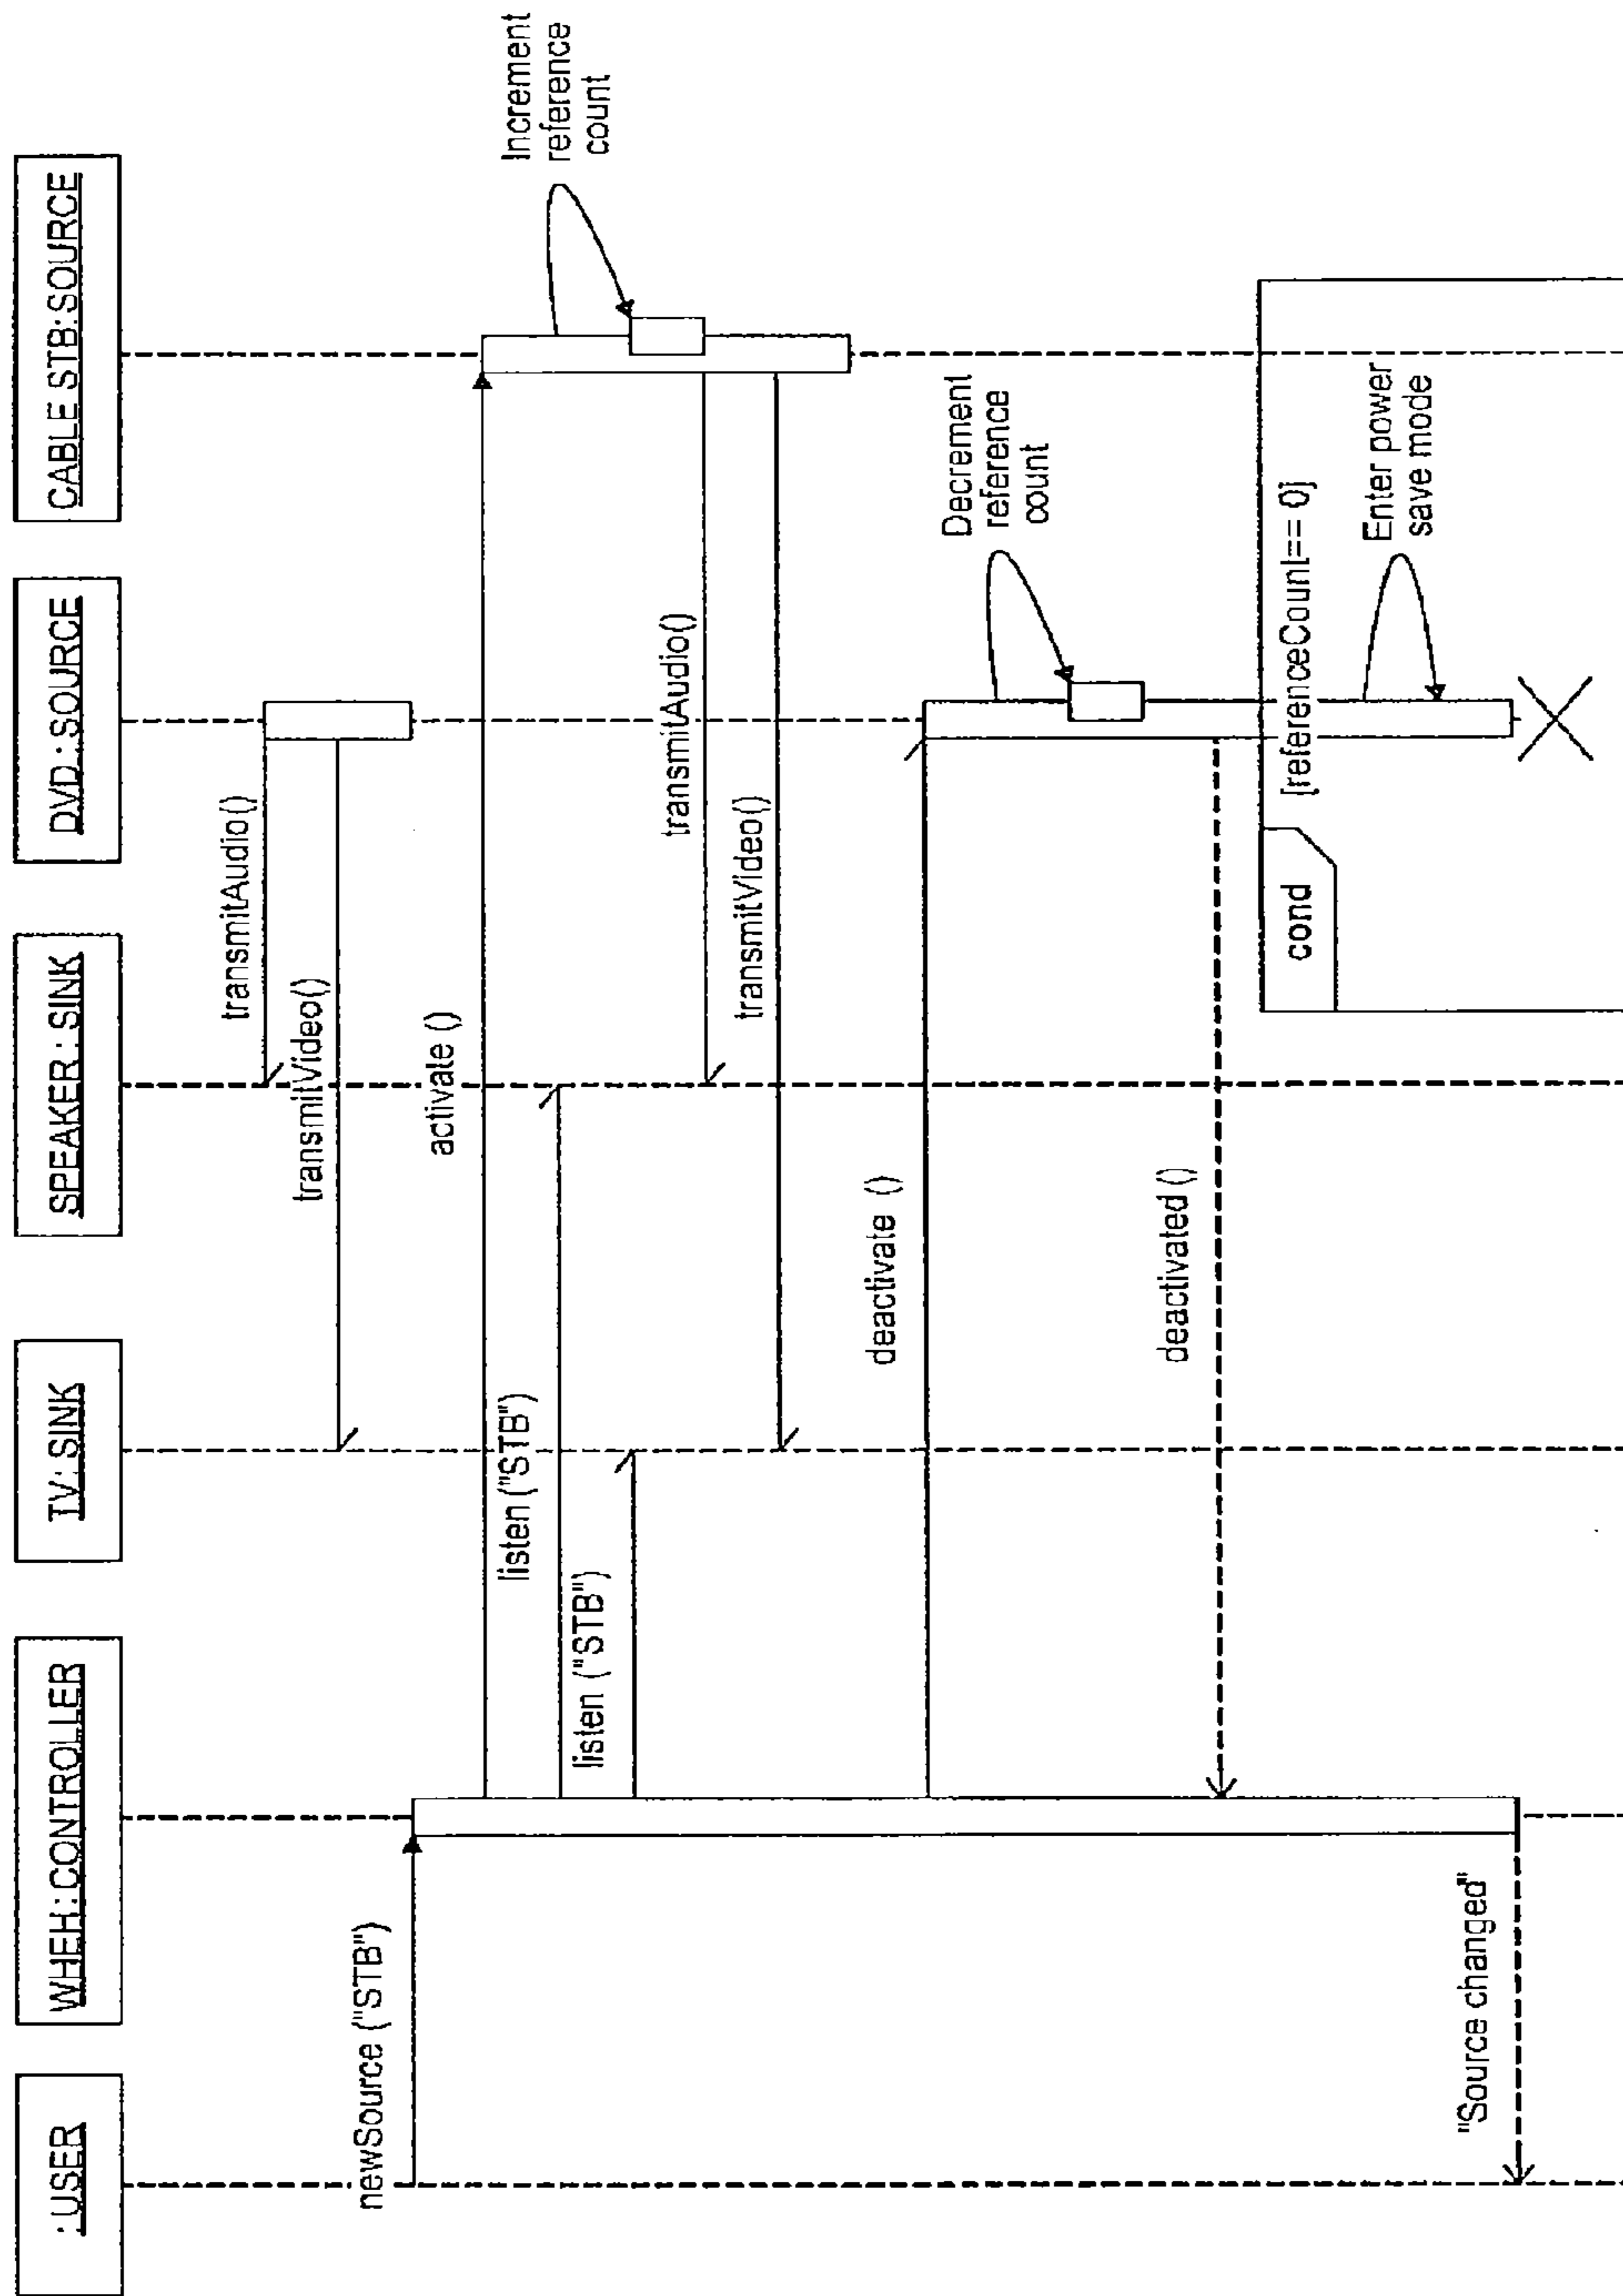 :USER
WHEH:CONTROLLER
TV:SINK
SPEAKER:SINK
DVD:SOURCE
CABLE STB:SOURCE
transmitAudio()
transmitVideo()
newSource ("STB")
activate ()
Increment
reference
count
listen ("STB")
listen ("STB")
transmitAudio()
transmitVideo()
deactivate ()
Decrement
reference
count
deactivated ()
cond
[referenceCount== 0]
Enter power
save mode
"Source changed"